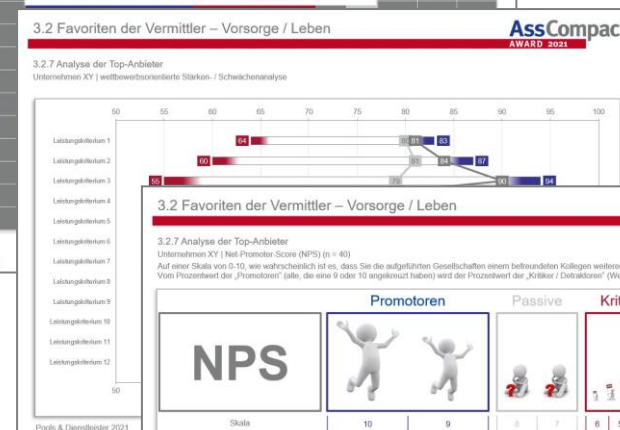 3.2 Favoriten der Vermittler – Vorsorge / Leben
AssCompac
AWARD 2021
3.2.7 Analyse der Top-Anbieter
Unternehmen XY | wettbewerbsorientierte Stärken- / Schwächenanalyse
50 55 60 65 70 75 80 85 90 95 100
Leistungskriterium 1 64 81 83
Leistungskriterium 2 60 81 84 87
Leistungskriterium 3 55 79 90 94
Leistungskriterium 4
Leistungskriterium 5
Leistungskriterium 6
Leistungskriterium 7
Leistungskriterium 8
Leistungskriterium 9
Leistungskriterium 10
Leistungskriterium 11
Leistungskriterium 12
50
Pools & Dienstleister 2021
3.2 Favoriten der Vermittler – Vorsorge / Leben
3.2.7 Analyse der Top-Anbieter
Unternehmen XY | Net-Promoter-Score (NPS) (n = 40)
Auf einer Skala von 0-10, wie wahrscheinlich ist es, dass Sie die aufgeführten Gesellschaften einem befreundeten Kollegen weitere
Vom Prozentwert der „Promotoren“ (alle, die eine 9 oder 10 angekreuzt haben) wird der Prozentwert der „Kritiker / Detraktoren“ (We
Promotoren Passive Krit
NPS
? ? ?
Skala 10 9 8 7 6 5